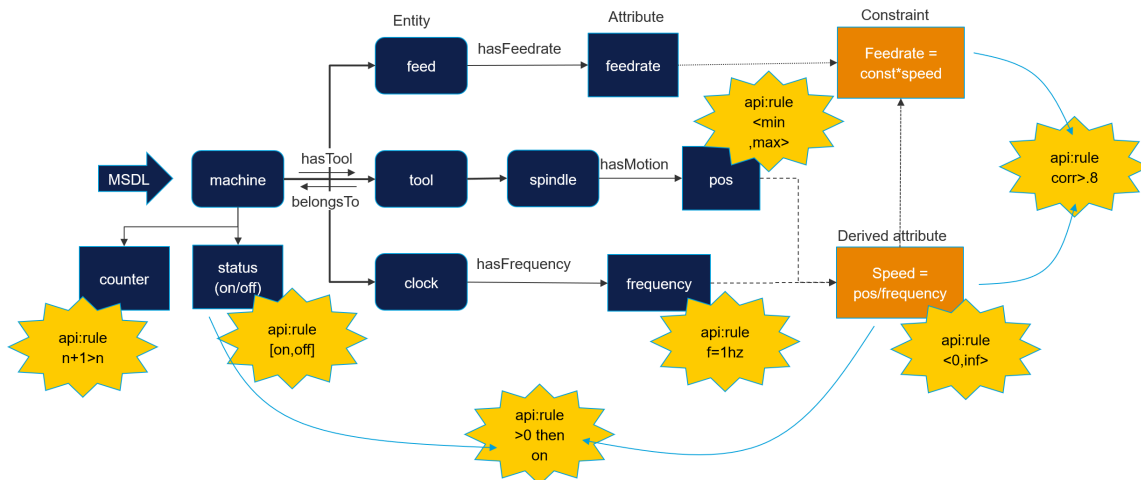 Entity
Attribute
Constraint
feed
hasFeedrate
feedrate
Feedrate =
const*speed
api:rule
<min
,max>
api:rule
corr>.8
MSDL
machine
hasTool
belongsTo
tool
spindle
hasMotion
pos
counter
status
(on/off)
clock
hasFrequency
frequency
Derived attribute
Speed =
pos/frequency
api:rule
n+1>n
api:rule
[on,off]
api:rule
f=1hz
api:rule
<0,inf>
api:rule
>0 then
on